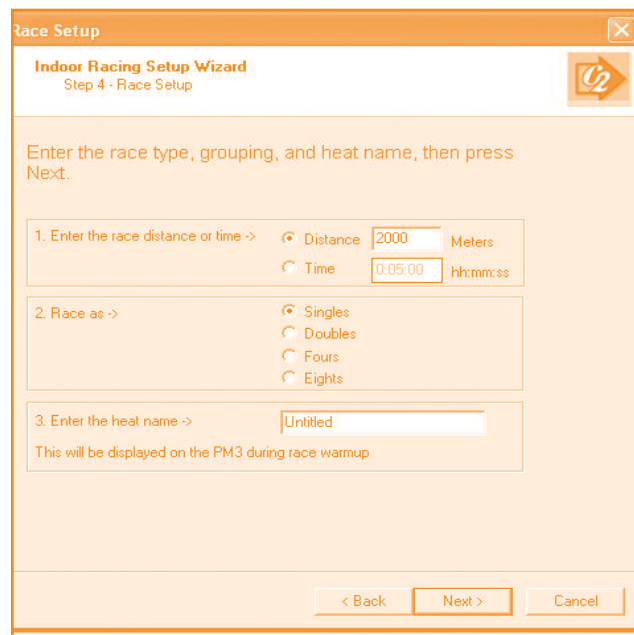 Race Setup
Indoor Racing Setup Wizard
Step 4 - Race Setup
C2
Enter the race type, grouping, and heat name, then press
Next.
1. Enter the race distance or time -> Distance 2000 Meters
Time 0:05:00 hh:mm:ss
2. Race as -> Singles
Doubles
Fours
Eights
3. Enter the heat name -> Untitled
This will be displayed on the PM3 during race warmup
< Back Next > Cancel